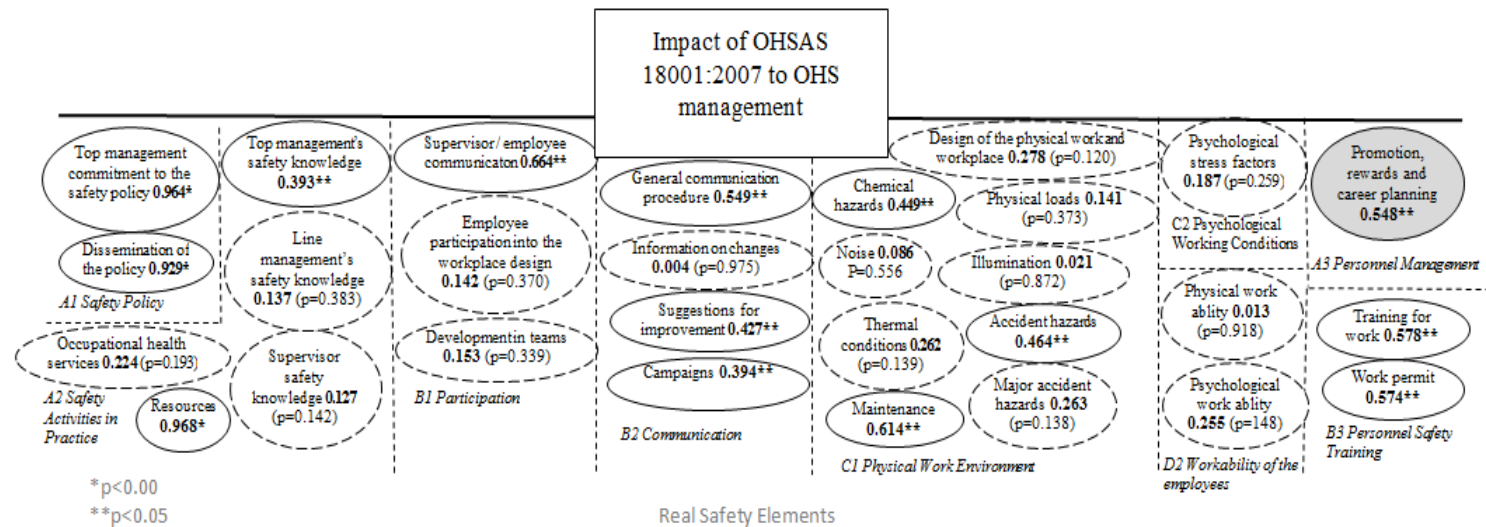 Impact of OHSAS
18001:2007 to OHS
management
Top management
commitment to the
safety policy 0.964*
Dissemination of
the policy 0.929*
A1 Safety Policy
Occupational health
services 0.224 (p=0.193)
A2 Safety
Activities in
Practice
Resources
0.968*
Top management's
safety knowledge
0.393**
Line
management's
safety knowledge
0.137 (p=0.383)
Supervisor
safety
knowledge 0.127
(p=0.142)
Supervisor / employee
communicaton 0.664**
Employee
participation into the
workplace design
0.142 (p=0.370)
Development in teams
0.153 (p=0.339)
B1 Participation
General communication
procedure 0.549**
Information on changes
0.004 (p=0.975)
Suggestions for
improvement 0.427**
Campaigns 0.394**
B2 Communication
Design of the physical work and
workplace 0.278 (p=0.120)
Chemical
hazards 0.449**
Physical loads 0.141
(p=0.373)
Noise 0.086
P=0.556
Illumination 0.021
(p=0.872)
Thermal
conditions 0.262
(p=0.139)
Accident hazards
0.464**
Maintenance
0.614**
Major accident
hazards 0.263
(p=0.138)
C1 Physical Work Environment
Psychological
stress factors
0.187 (p=0.259)
C2 Psychological
Working Conditions
Physical work
ablity 0.013
(p=0.918)
Psychological
work ablity
0.255 (p=148)
D2 Workability of the
employees
Promotion,
rewards and
career planning
0.548**
A3 Personnel Management
Training for
work 0.578**
Work permit
0.574**
B3 Personnel Safety
Training
*p<0.00
**p<0.05
Real Safety Elements